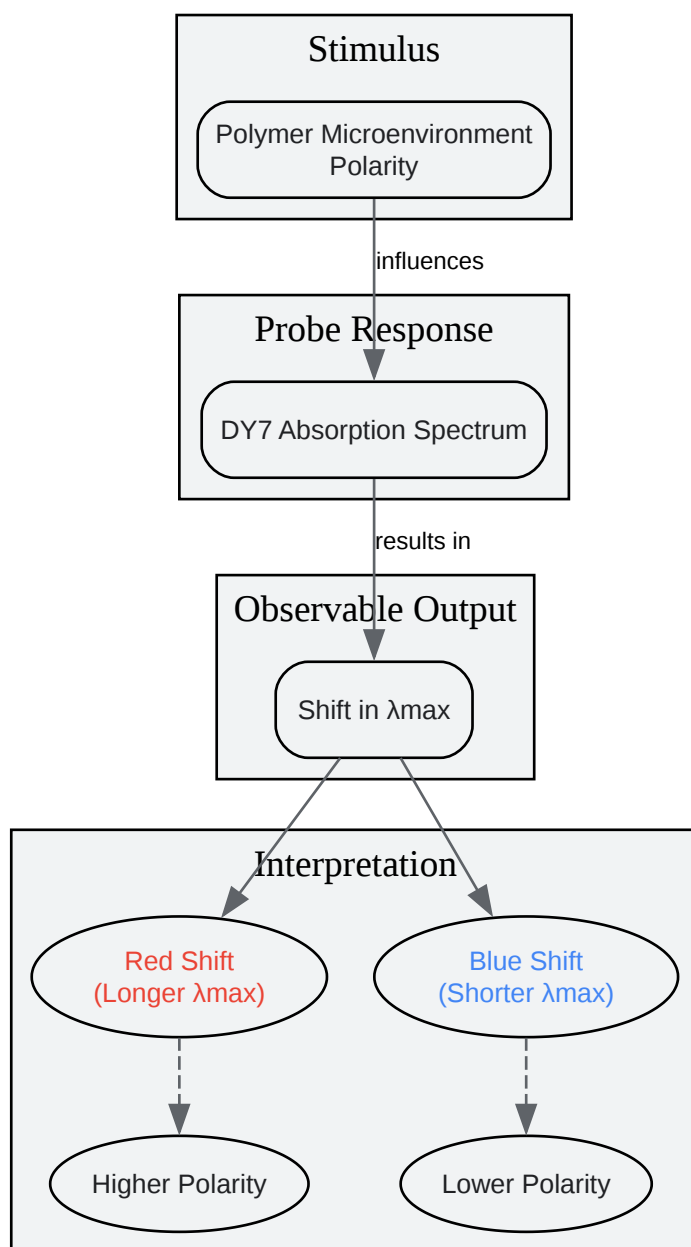 Stimulus
Polymer Microenvironment
Polarity
influences
Probe Response
DY7 Absorption Spectrum
results in
Observable Output
Shift in λmax
Interpretation
Red Shift
(Longer λmax)
Blue Shift
(Shorter λmax)
Higher Polarity
Lower Polarity